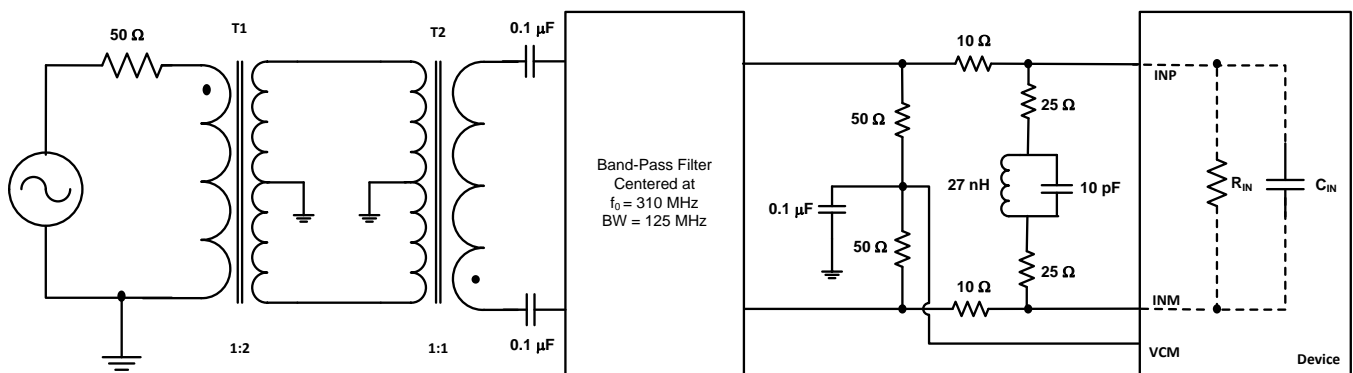 50 Ω
T1
T2
0.1 µF
0.1 µF
1:2
1:1
Band-Pass Filter
Centered at
f0 = 310 MHz
BW = 125 MHz
10 Ω
50 Ω
25 Ω
27 nH
10 pF
0.1 µF
50 Ω
25 Ω
10 Ω
INP
RIN
CIN
INM
VCM
Device